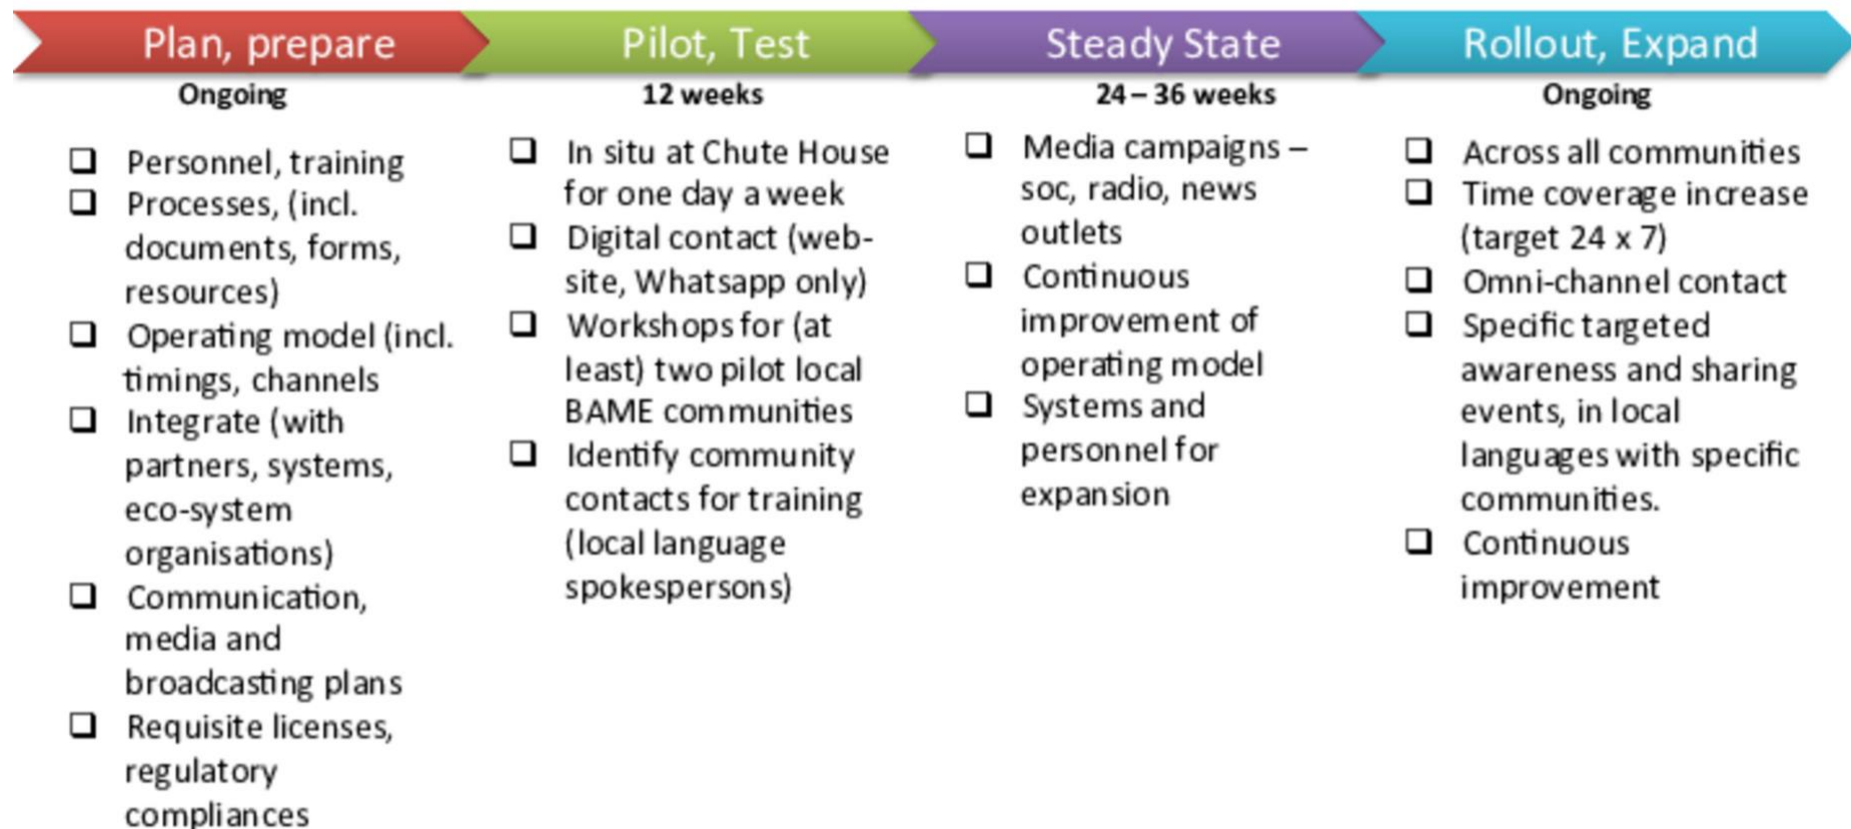 Plan, prepare
Ongoing
Personnel, training
Processes, (incl.
documents, forms,
resources)
Operating model (incl.
timings, channels
Integrate (with
partners, systems,
eco-system
organisations)
Communication,
media and
broadcasting plans
Requisite licenses,
regulatory
compliances
Pilot, Test
12 weeks
In situ at Chute House
for one day a week
Digital contact (web-
site, Whatsapp only)
Workshops for (at
least) two pilot local
BAME communities
Identify community
contacts for training
(local language
spokespersons)
Steady State
24 – 36 weeks
Media campaigns –
soc, radio, news
outlets
Continuous
improvement of
operating model
Systems and
personnel for
expansion
Rollout, Expand
Ongoing
Across all communities
Time coverage increase
(target 24 x 7)
Omni-channel contact
Specific targeted
awareness and sharing
events, in local
languages with specific
communities.
Continuous
improvement